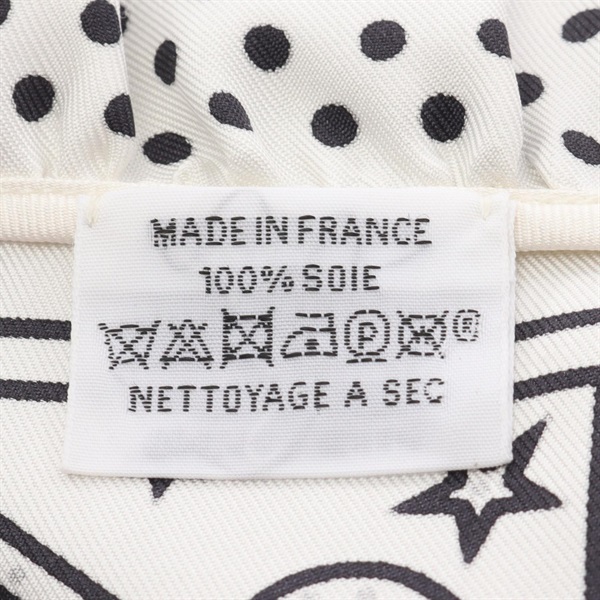 MADE IN FRANCE
100% SOIE
P ®
NETTOYAGE A SEC